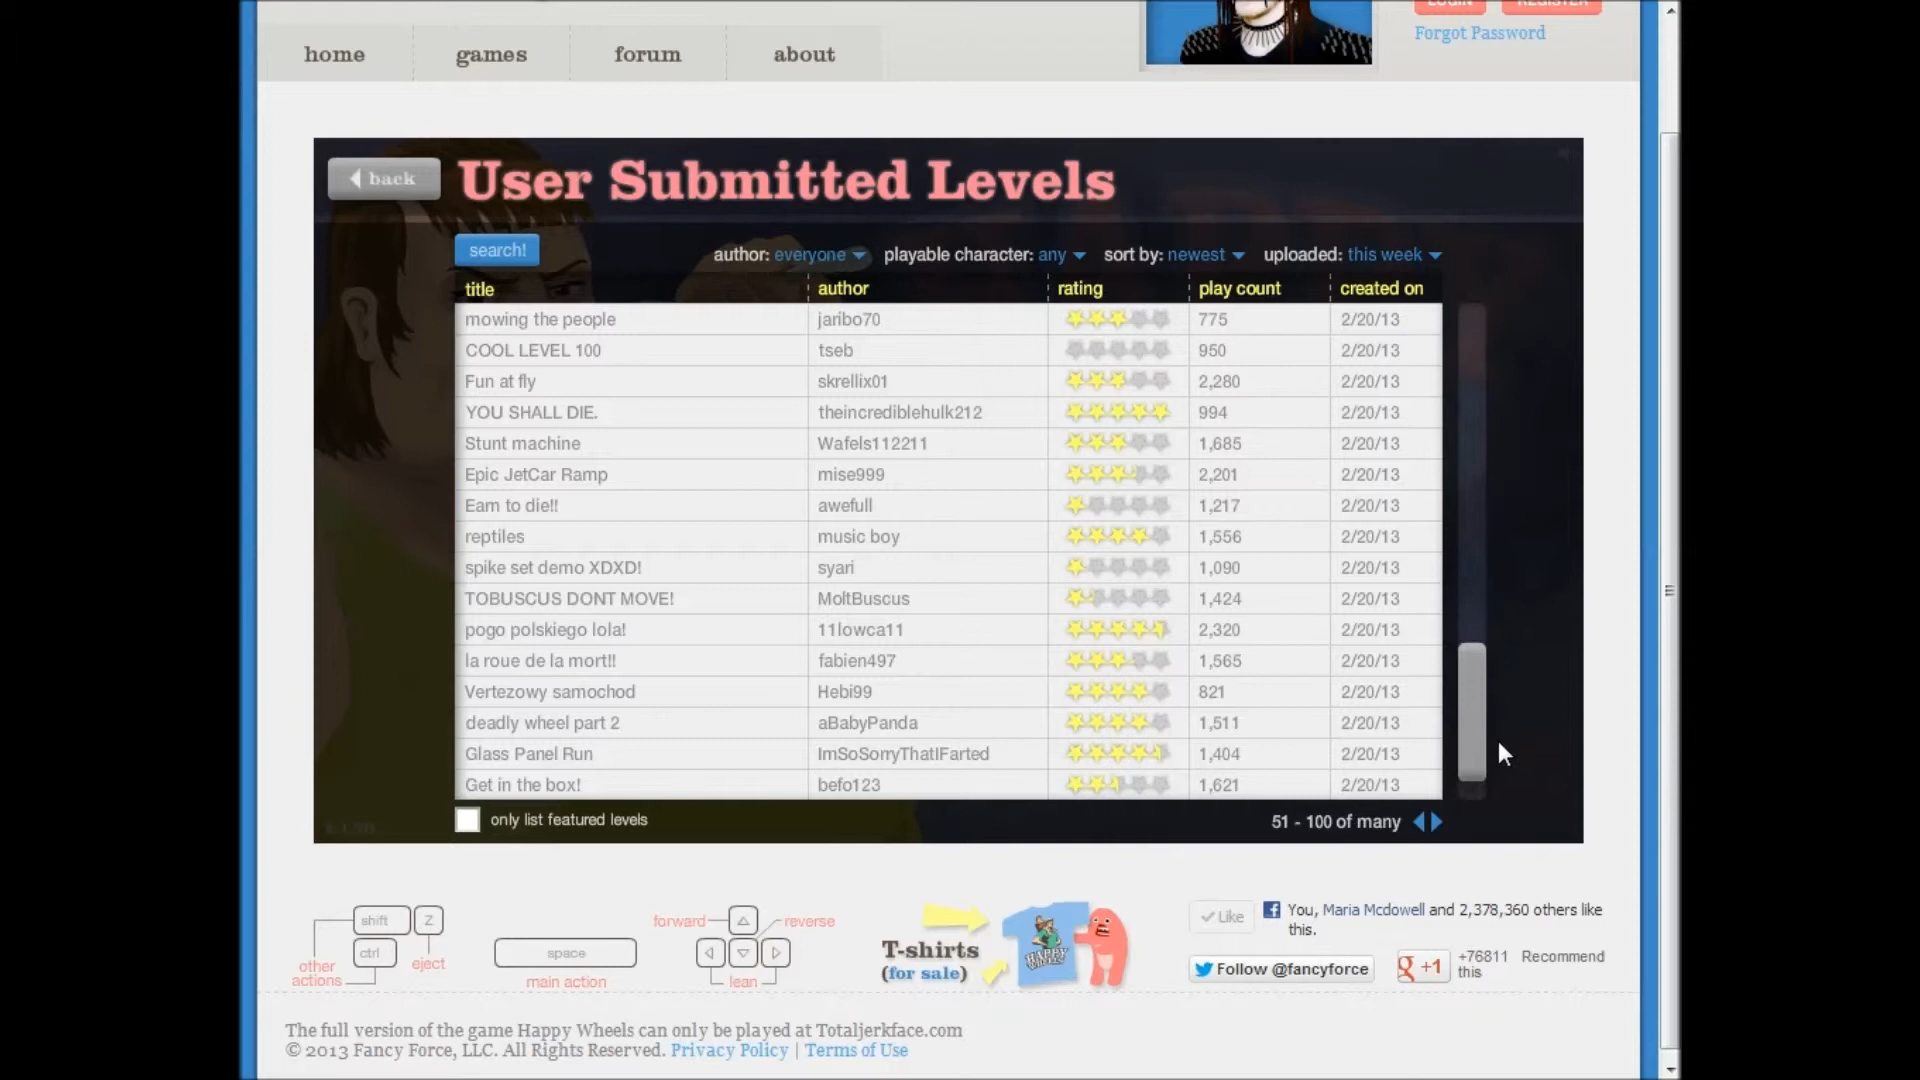 LOGIN REGISTER
Forgot Password
home games forum about
back User Submitted Levels
search! author: everyone playable character: any sort by: newest uploaded: this week
title author rating play count created on
mowing the people jaribo70 775 2/20/13
COOL LEVEL 100 tseb 950 2/20/13
Fun at fly skrellix01 2,280 2/20/13
YOU SHALL DIE. theincrediblehulk212 994 2/20/13
Stunt machine Wafels112211 1,685 2/20/13
Epic JetCar Ramp mise999 2,201 2/20/13
Earn to die!! awefull 1,217 2/20/13
reptiles music boy 1,556 2/20/13
spike set demo XDXD! syari 1,090 2/20/13
TOBUSCUS DONT MOVE! MoltBuscus 1,424 2/20/13
pogo polskiego lola! 11lowca11 2,320 2/20/13
la roue de la mort!! fabien497 1,565 2/20/13
Vertezowy samochod Hebi99 821 2/20/13
deadly wheel part 2 aBabyPanda 1,511 2/20/13
Glass Panel Run ImSoSorryThatIFarted 1,404 2/20/13
Get in the box! befo123 1,621 2/20/13
only list featured levels 51 - 100 of many
shift Z
ctrl
other actions
eject
space
main action
forward reverse
lean
T-shirts
(for sale)
HAPPY WHEELS
Like You, Maria Mcdowell and 2,378,360 others like
this.
Follow @fancyforce g +1 +76811 Recommend
this
The full version of the game Happy Wheels can only be played at Totaljerkface.com
© 2013 Fancy Force, LLC. All Rights Reserved. Privacy Policy | Terms of Use